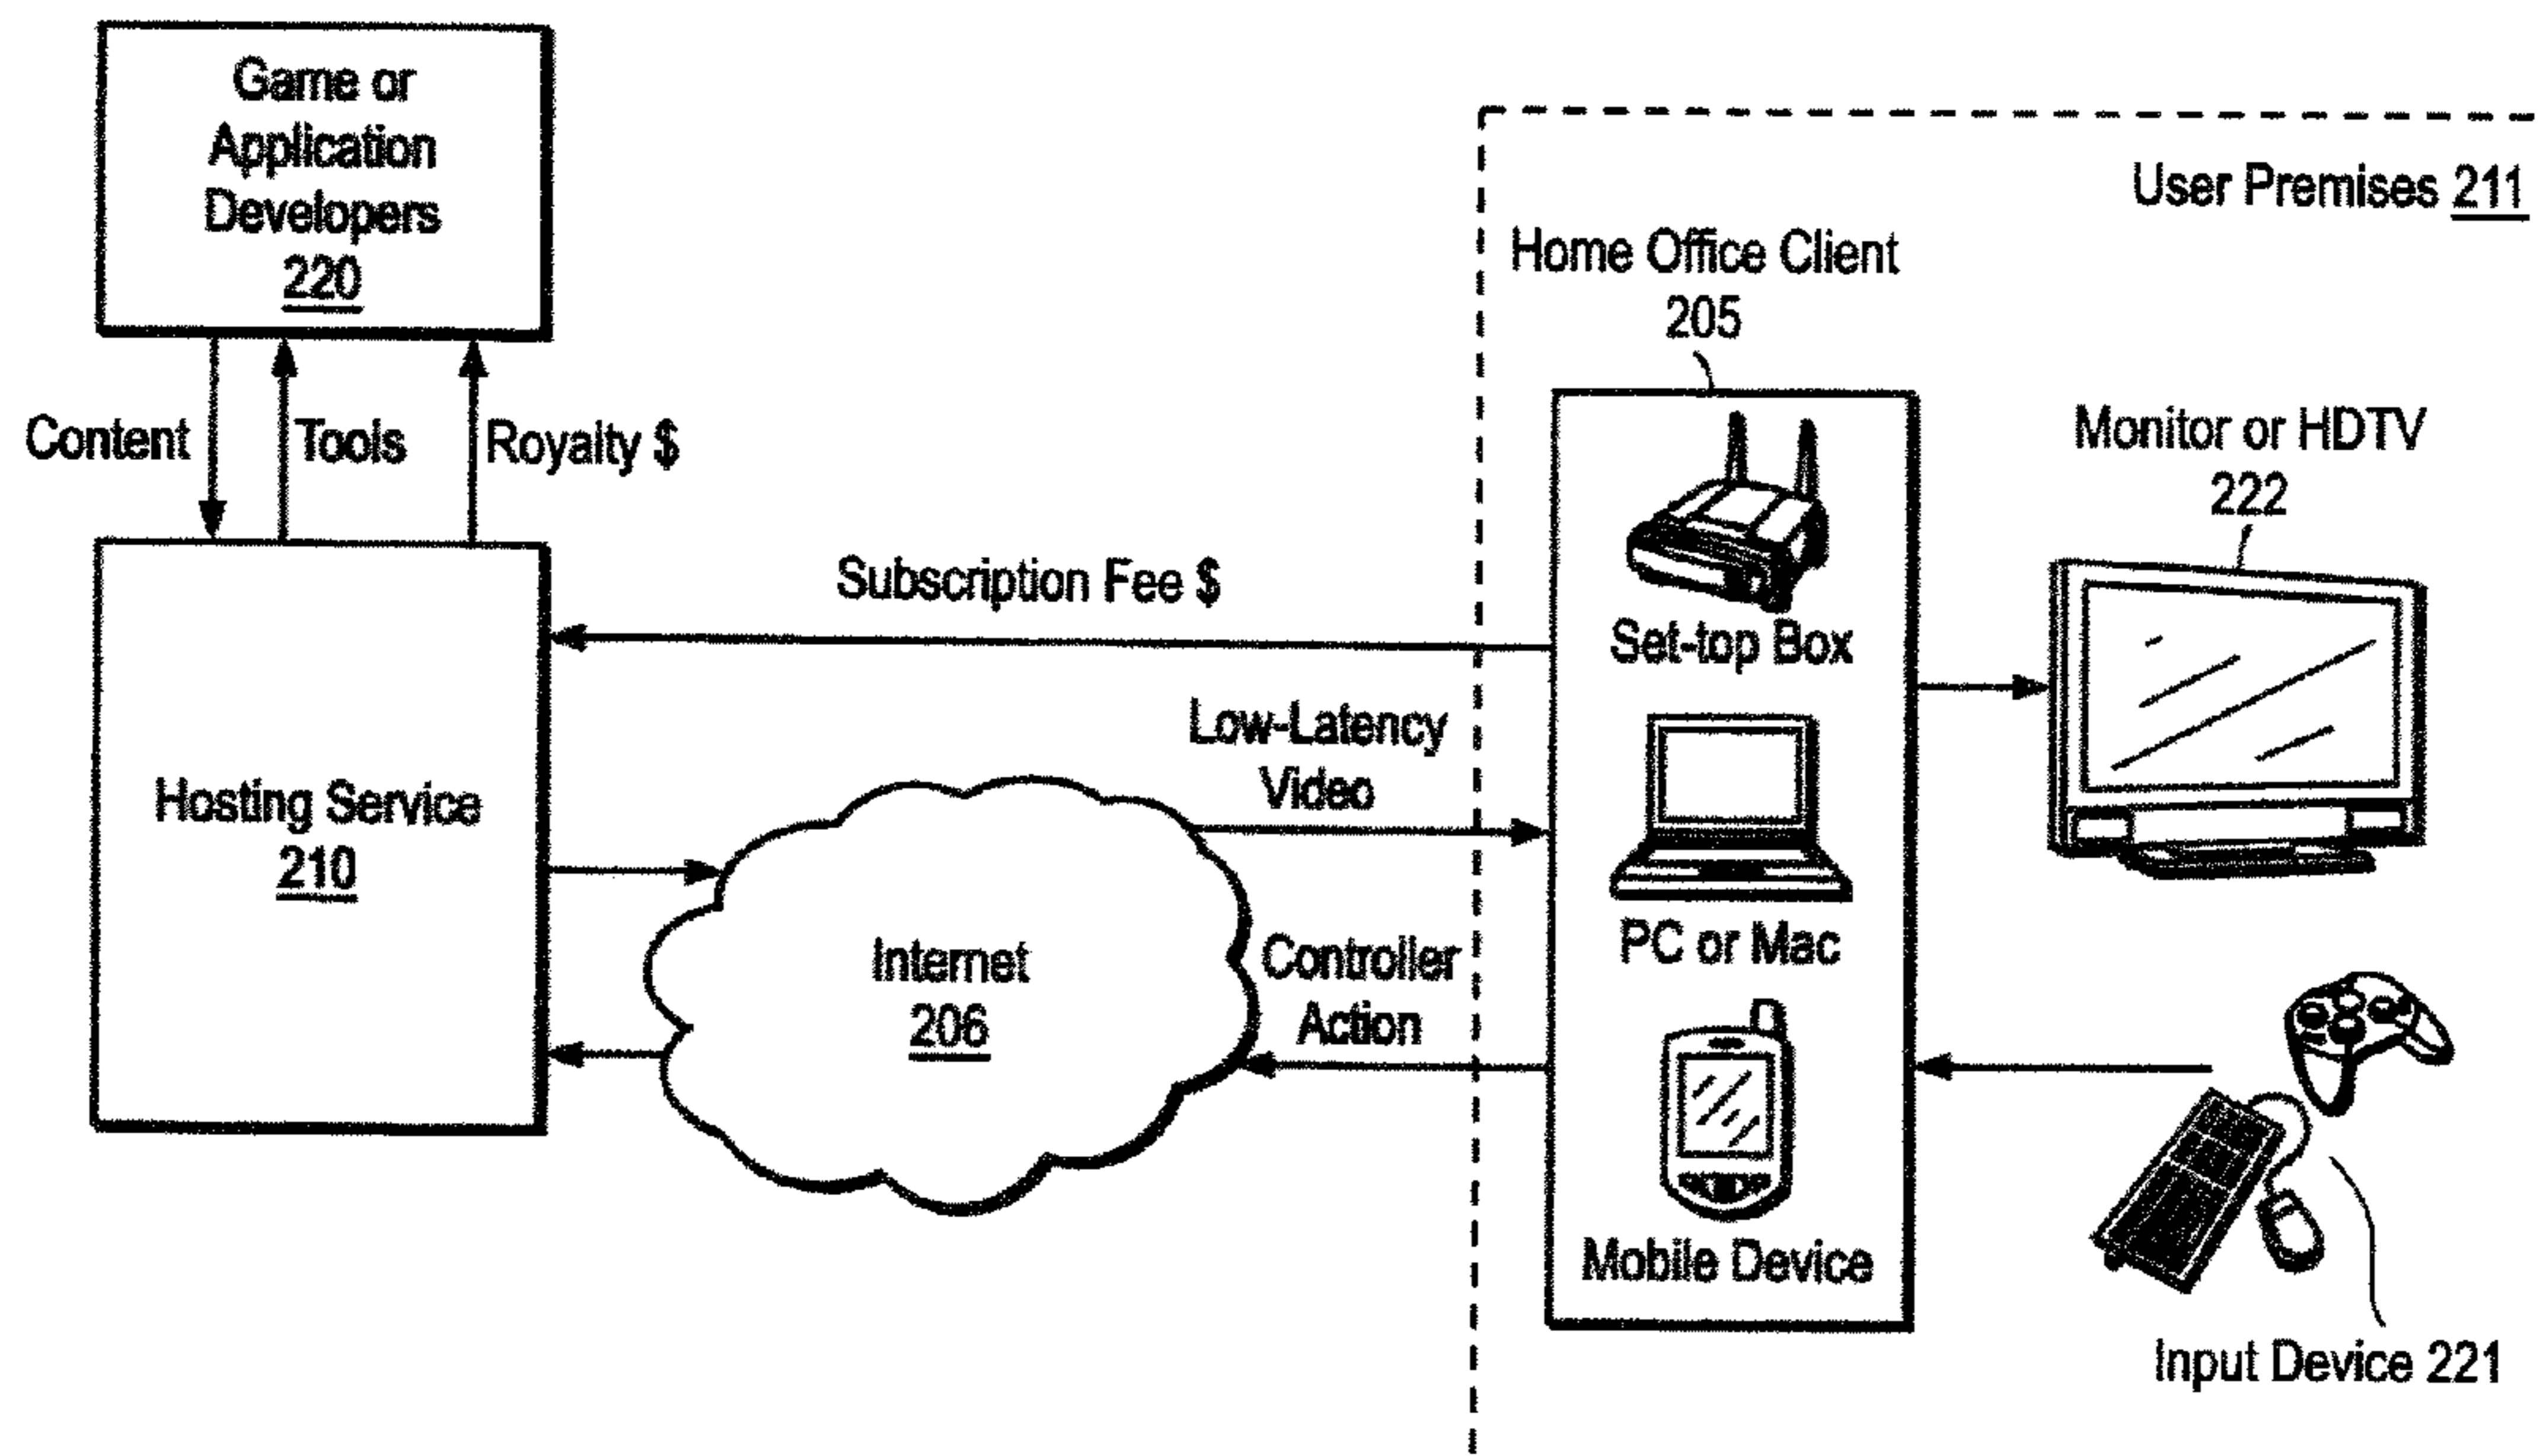 Game or
Application
Developers
220
User Premises 211
Home Office Client
205
Content
Tools
Royalty $
Monitor or HDTV
222
Subscription Fee $
Set-top Box
Low-Latency
Video
Hosting Service
210
PC or Mac
Internet
206
Controller
Action
Mobile Device
Input Device 221